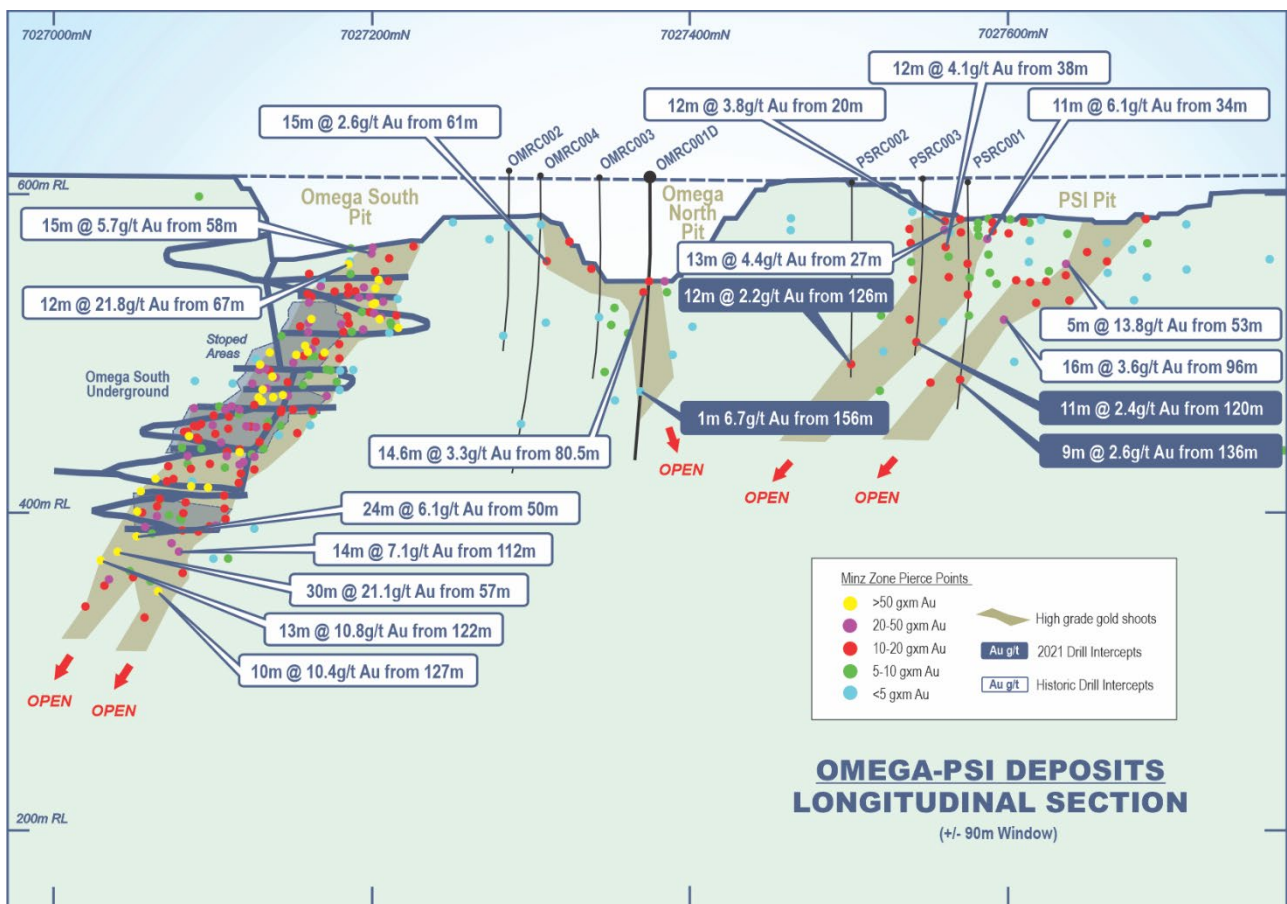 7027000mN
7027200mN
7027400mN
7027600mN
12m @ 4.1g/t Au from 38m
12m @ 3.8g/t Au from 20m
11m @ 6.1g/t Au from 34m
15m @ 2.6g/t Au from 61m
OMRC002
OMRC004
OMRC003
OMRC001D
PSRC002
PSRC003
PSRC001
600m RL
Omega South
Pit
Omega
North
Pit
PSI Pit
15m @ 5.7g/t Au from 58m
13m @ 4.4g/t Au from 27m
12m @ 21.8g/t Au from 67m
12m @ 2.2g/t Au from 126m
5m @ 13.8g/t Au from 53m
Stoped
Areas
16m @ 3.6g/t Au from 96m
Omega South
Underground
11m @ 2.4g/t Au from 120m
1m 6.7g/t Au from 156m
14.6m @ 3.3g/t Au from 80.5m
9m @ 2.6g/t Au from 136m
OPEN
OPEN
OPEN
400m RL
24m @ 6.1g/t Au from 50m
14m @ 7.1g/t Au from 112m
30m @ 21.1g/t Au from 57m
13m @ 10.8g/t Au from 122m
10m @ 10.4g/t Au from 127m
OPEN
OPEN
Minz Zone Pierce Points
>50 gxm Au
20-50 gxm Au
10-20 gxm Au
5-10 gxm Au
<5 gxm Au
High grade gold shoots
Au g/t 2021 Drill Intercepts
Au g/t Historic Drill Intercepts
OMEGA-PSI DEPOSITS
LONGITUDINAL SECTION
(+/- 90m Window)
200m RL